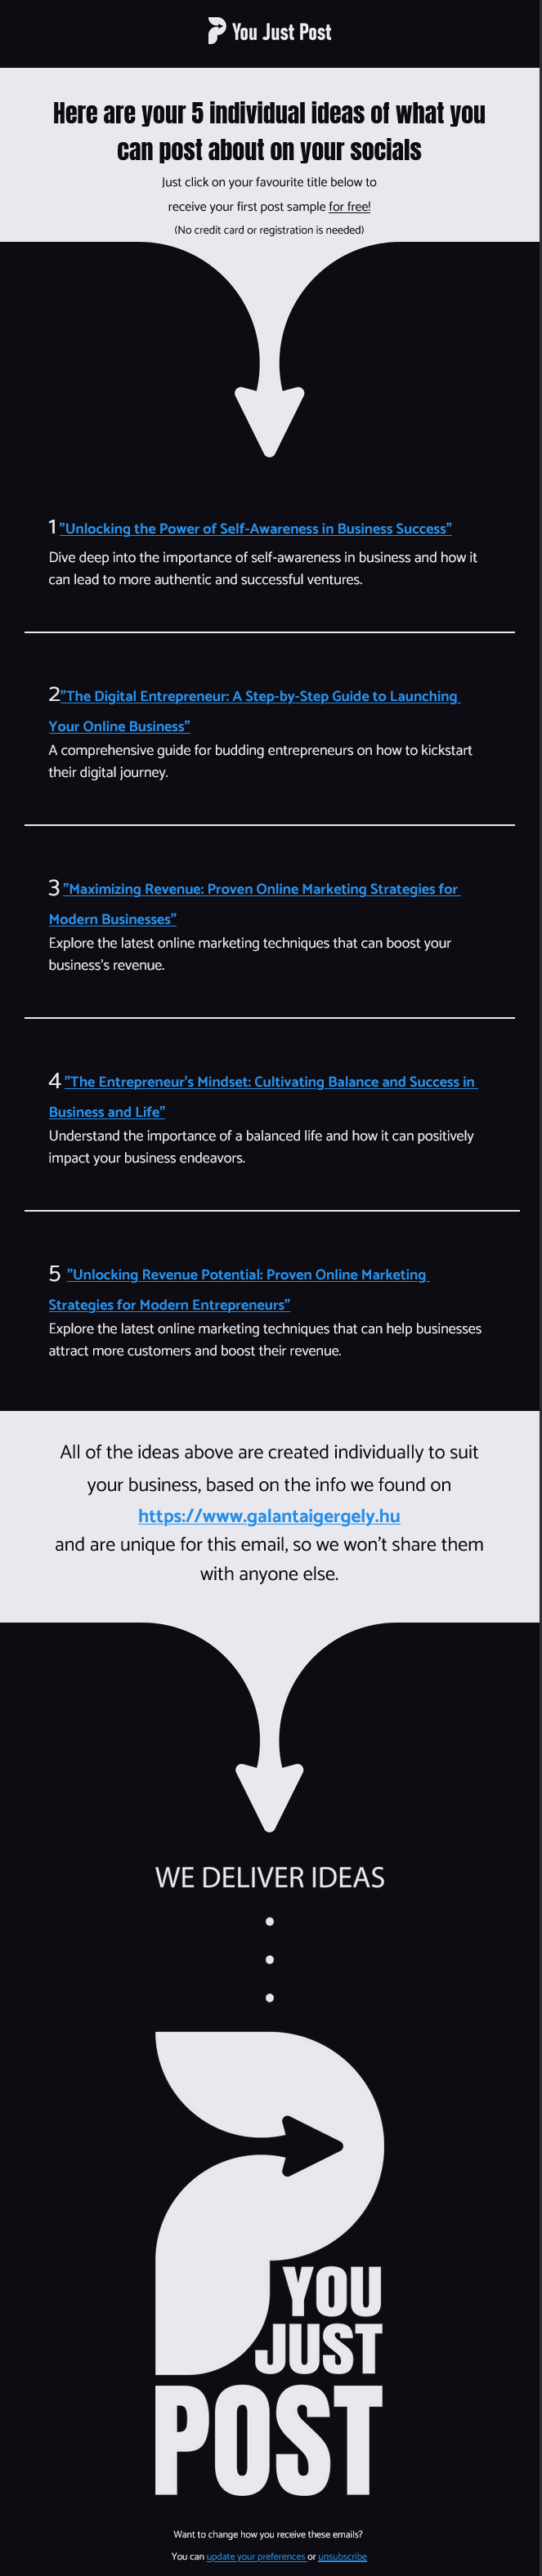 You Just Post
Here are your 5 individual ideas of what you
can post about on your socials
Just click on your favourite title below to
receive your first post sample for free!
(No credit card or registration is needed)
1 "Unlocking the Power of Self-Awareness in Business Success"
Dive deep into the importance of self-awareness in business and how it
can lead to more authentic and successful ventures.
2"The Digital Entrepreneur: A Step-by-Step Guide to Launching
Your Online Business"
A comprehensive guide for budding entrepreneurs on how to kickstart
their digital journey.
3 "Maximizing Revenue: Proven Online Marketing Strategies for
Modern Businesses"
Explore the latest online marketing techniques that can boost your
business's revenue.
4 "The Entrepreneur's Mindset: Cultivating Balance and Success in
Business and Life"
Understand the importance of a balanced life and how it can positively
impact your business endeavors.
5 "Unlocking Revenue Potential: Proven Online Marketing
Strategies for Modern Entrepreneurs"
Explore the latest online marketing techniques that can help businesses
attract more customers and boost their revenue.
All of the ideas above are created individually to suit
your business, based on the info we found on
https://www.galantaigergely.hu
and are unique for this email, so we won't share them
with anyone else.
WE DELIVER IDEAS
YOU
JUST
POST
Want to change how you receive these emails?
You can update your preferences or unsubscribe